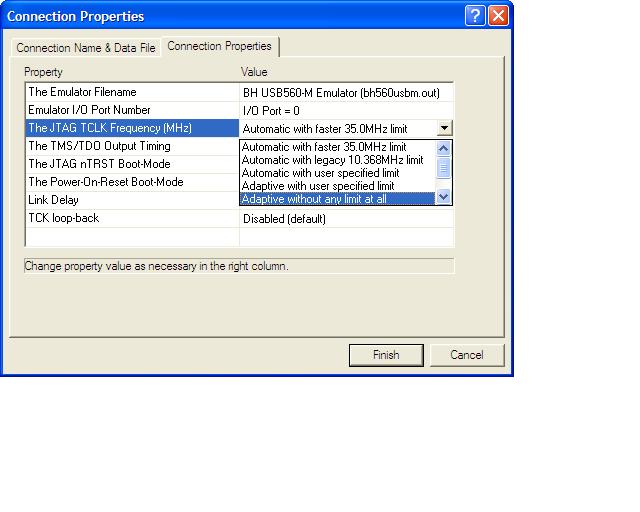 Connection Properties
Connection Name & Data File Connection Properties
Property Value
The Emulator Filename BH USB560-M Emulator (bh560usbm.out)
Emulator I/O Port Number I/O Port = 0
The JTAG TCLK Frequency (MHz) Automatic with faster 35.0MHz limit
The TMS/TDO Output Timing Automatic with faster 35.0MHz limit
Automatic with legacy 10.368MHz limit
The JTAG nTRST Boot-Mode Automatic with user specified limit
The Power-On-Reset Boot-Mode Adaptive with user specified limit
Link Delay Adaptive without any limit at all
TCK loop-back Disabled (default)
Change property value as necessary in the right column.
Finish Cancel